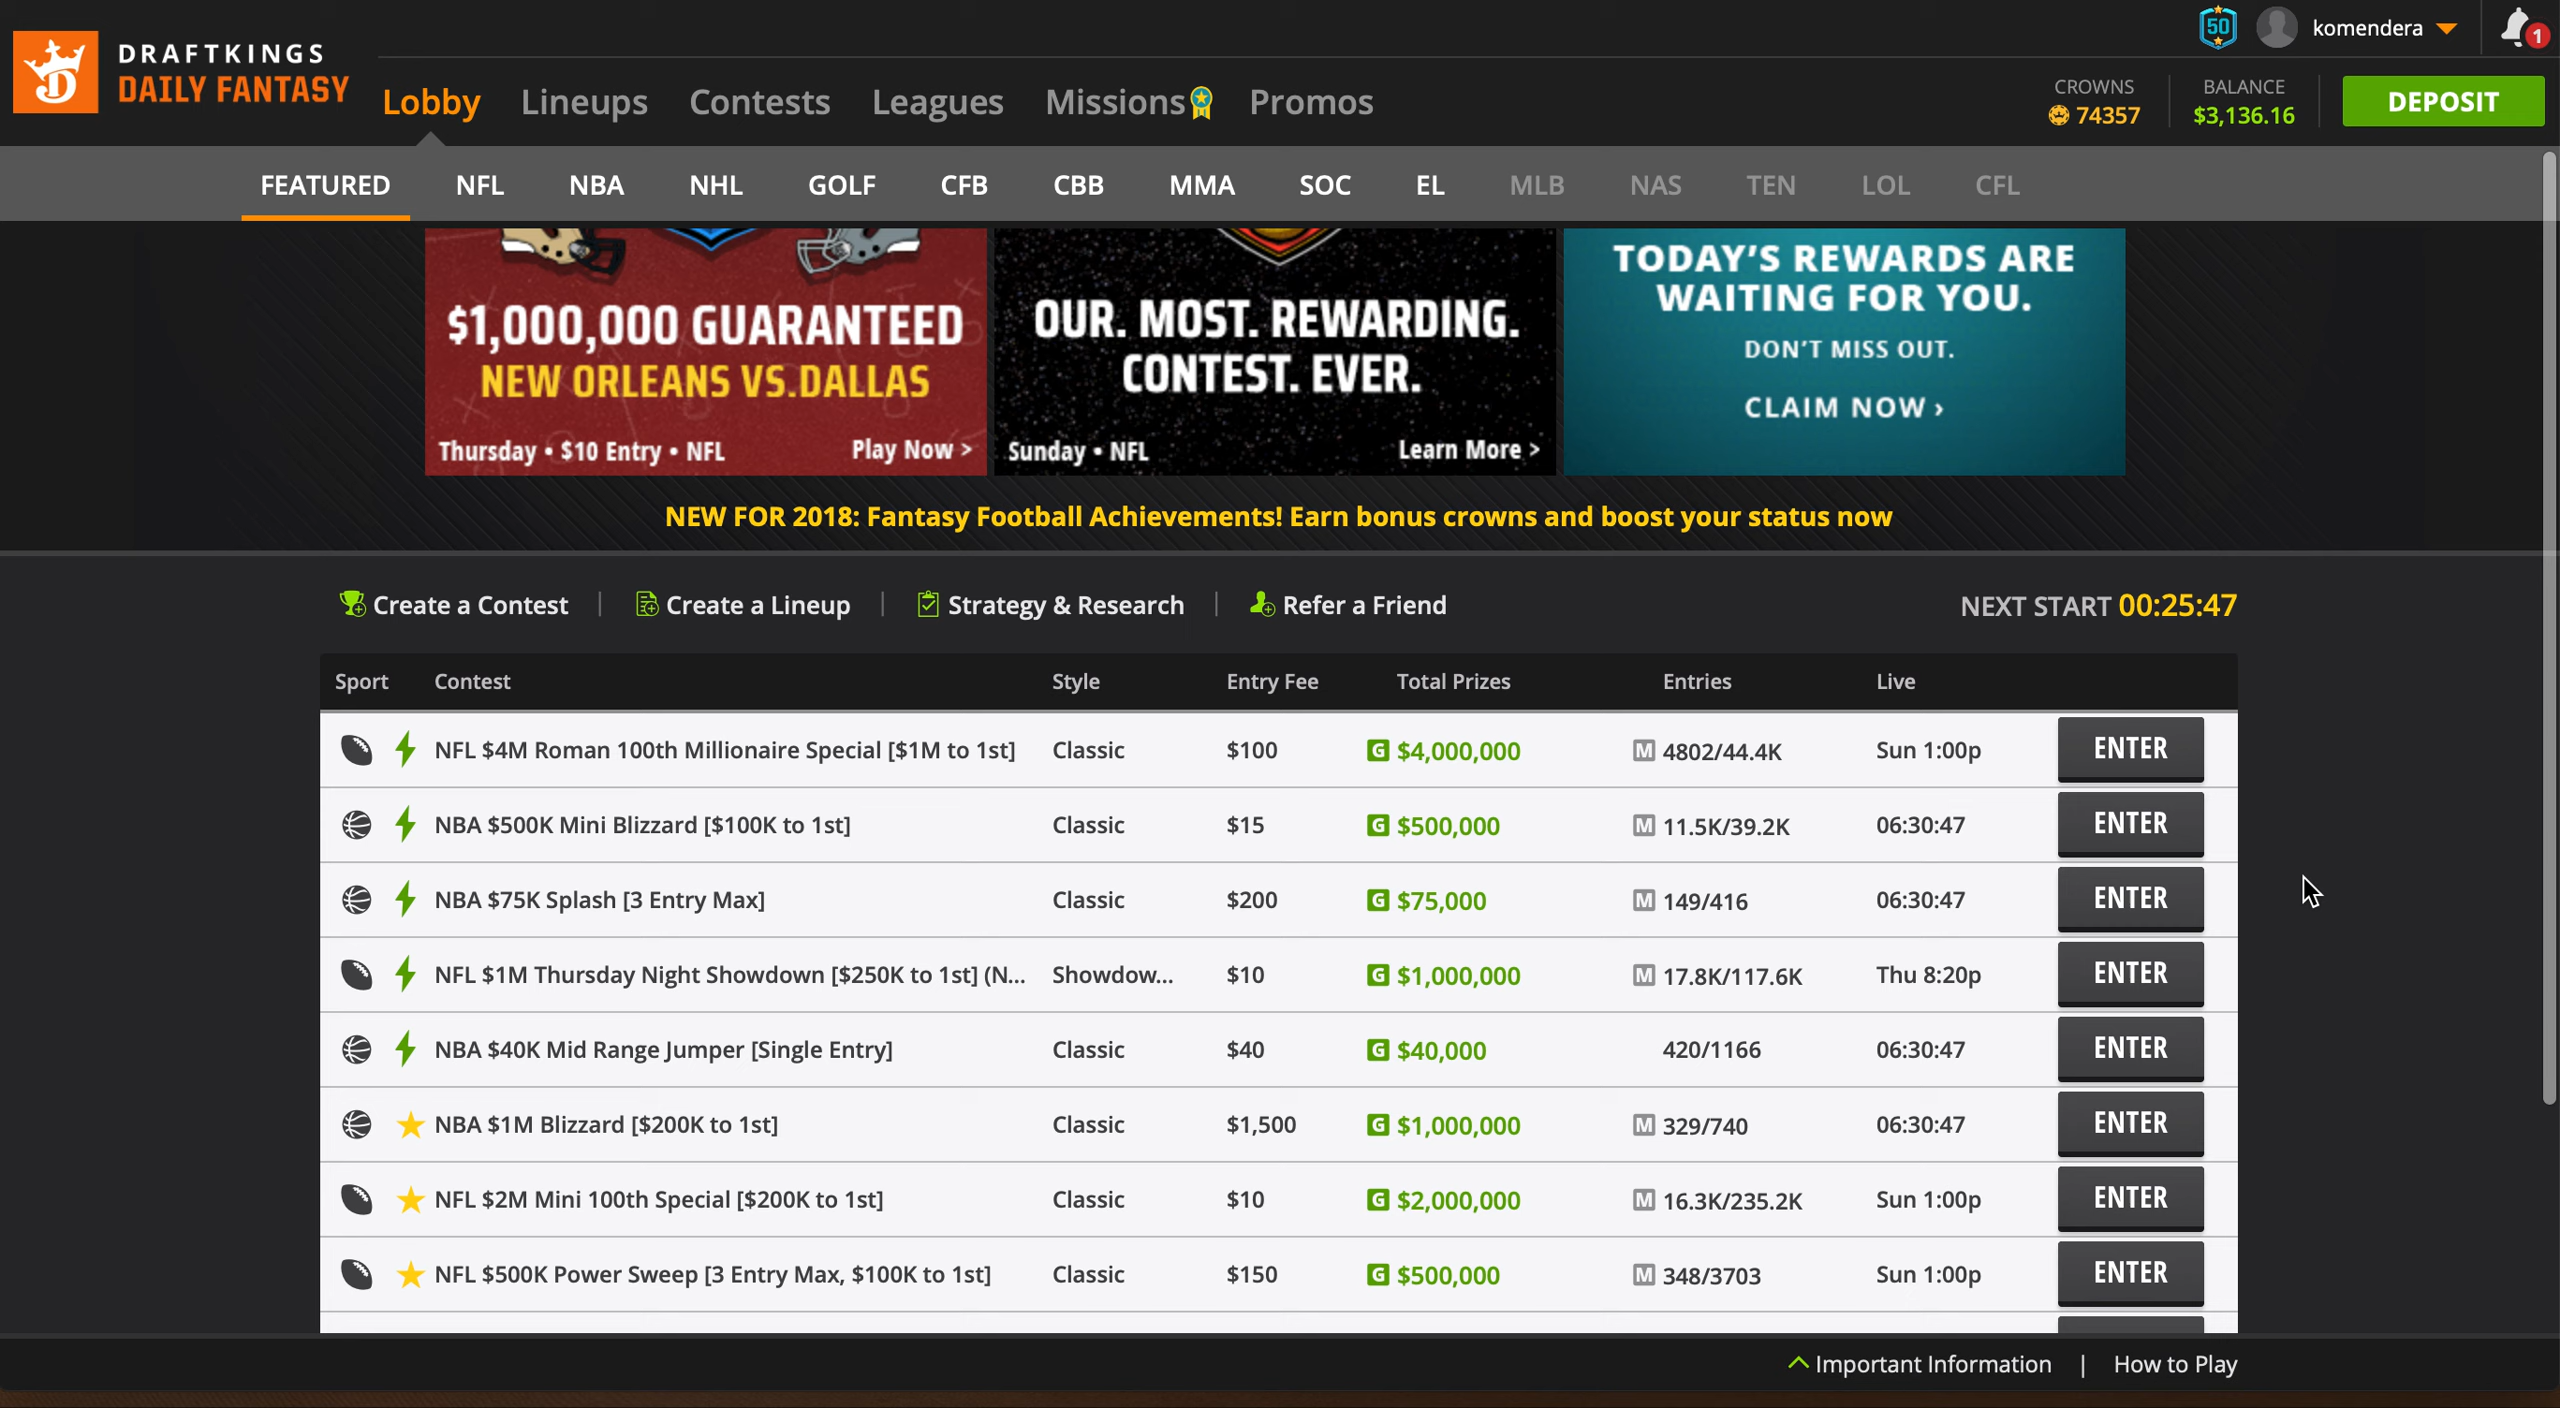 50 komendera 1
DRAFTKINGS
DAILY FANTASY
Lobby Lineups Contests Leagues Missions Promos
CROWNS
74357
BALANCE
$3,136.16
DEPOSIT
FEATURED NFL NBA NHL GOLF CFB CBB MMA SOC EL MLB NAS TEN LOL CFL
$1,000,000 GUARANTEED
NEW ORLEANS VS. DALLAS
Thursday • $10 Entry • NFL Play Now >
OUR. MOST. REWARDING.
CONTEST. EVER.
Sunday • NFL Learn More >
TODAY'S REWARDS ARE
WAITING FOR YOU.
DON'T MISS OUT.
CLAIM NOW ›
NEW FOR 2018: Fantasy Football Achievements! Earn bonus crowns and boost your status now
Create a Contest | Create a Lineup | Strategy & Research | Refer a Friend NEXT START 00:25:47
Sport Contest Style Entry Fee Total Prizes Entries Live
NFL $4M Roman 100th Millionaire Special [$1M to 1st] Classic $100 G $4,000,000 M 4802/44.4K Sun 1:00p ENTER
NBA $500K Mini Blizzard [$100K to 1st] Classic $15 G $500,000 M 11.5K/39.2K 06:30:47 ENTER
NBA $75K Splash [3 Entry Max] Classic $200 G $75,000 M 149/416 06:30:47 ENTER
NFL $1M Thursday Night Showdown [$250K to 1st] (N... Showdow... $10 G $1,000,000 M 17.8K/117.6K Thu 8:20p ENTER
NBA $40K Mid Range Jumper [Single Entry] Classic $40 G $40,000 420/1166 06:30:47 ENTER
NBA $1M Blizzard [$200K to 1st] Classic $1,500 G $1,000,000 M 329/740 06:30:47 ENTER
NFL $2M Mini 100th Special [$200K to 1st] Classic $10 G $2,000,000 M 16.3K/235.2K Sun 1:00p ENTER
NFL $500K Power Sweep [3 Entry Max, $100K to 1st] Classic $150 G $500,000 M 348/3703 Sun 1:00p ENTER
Important Information | How to Play